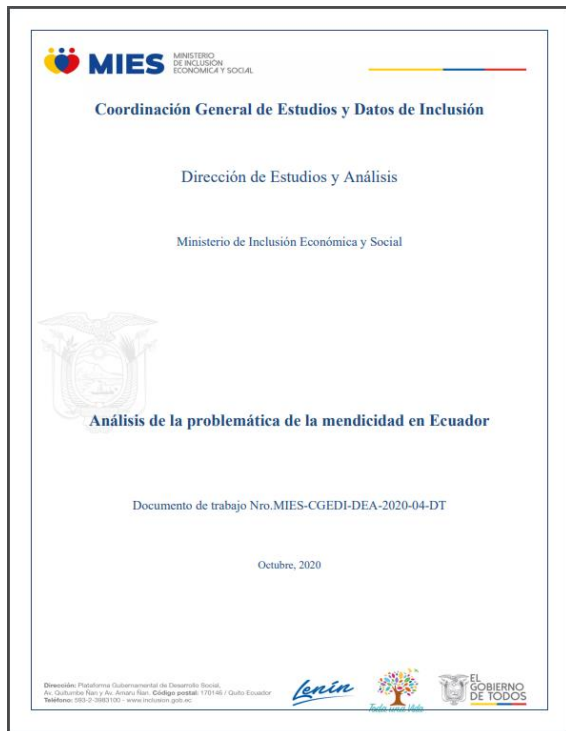 MIES
MINISTERIO
DE INCLUSIÓN
ECONÓMICA Y SOCIAL
Coordinación General de Estudios y Datos de Inclusión
Dirección de Estudios y Análisis
Ministerio de Inclusión Económica y Social
Análisis de la problemática de la mendicidad en Ecuador
Documento de trabajo Nro.MIES-CGEDI-DEA-2020-04-DT
Octubre, 2020
Dirección: Plataforma Gubernamental de Desarrollo Social,
Av. Quitumbe Ñan y Av. Amaru Ñan. Código postal: 170146 / Quito Ecuador
Teléfono: 593-2-3983100 - www.inclusion.gob.ec
Lenín
Toda una Vida
EL
GOBIERNO
DE TODOS